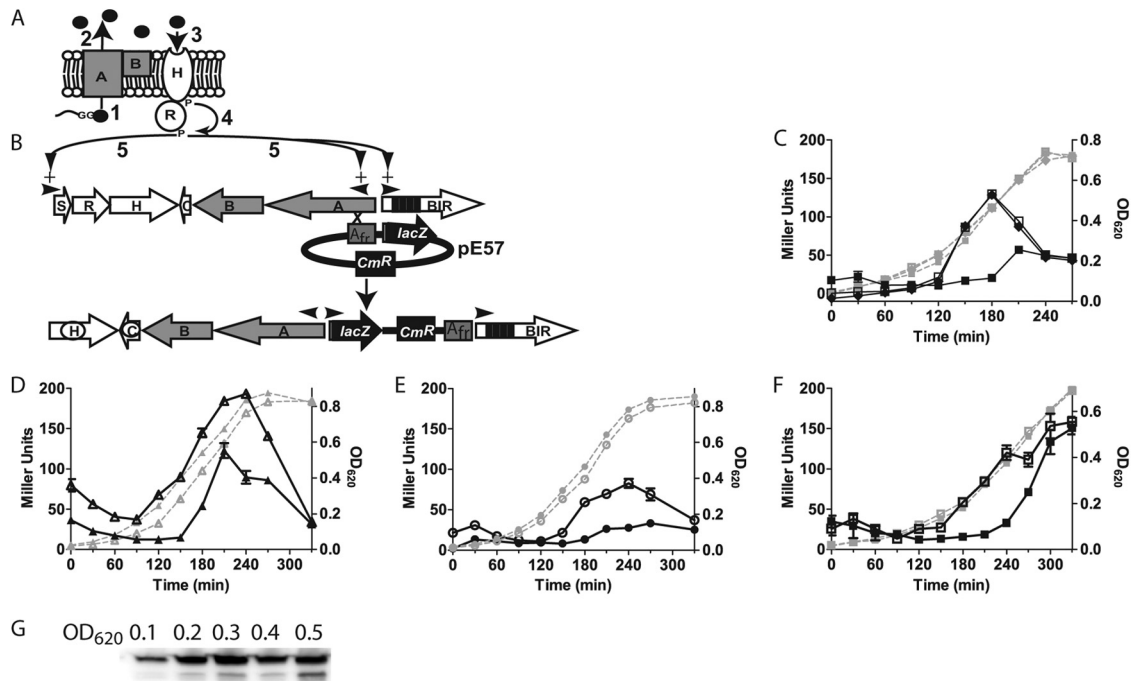 A
2
3
B
A
H
GG
1
R
P
P
4
B
5
5
+
+
+
S
R
H
C
B
A
BIR
X
Afr
lacZ
pE57
CmR
H
C
B
A
lacZ
CmR
Afr
BIR
C
Miller Units
200
150
100
50
0
0.8
0.6
0.4
0.2
0.0
OD620
0 60 120 180 240 300
Time (min)
D
Miller Units
200
150
100
50
0
0.8
0.6
0.4
0.2
0.0
OD620
0 60 120 180 240 300
Time (min)
E
Miller Units
200
150
100
50
0
0.8
0.6
0.4
0.2
0.0
OD620
0 60 120 180 240 300
Time (min)
F
Miller Units
200
150
100
50
0
0.6
0.4
0.2
0.0
OD620
0 60 120 180 240 300
Time (min)
G
OD620 0.1 0.2 0.3 0.4 0.5